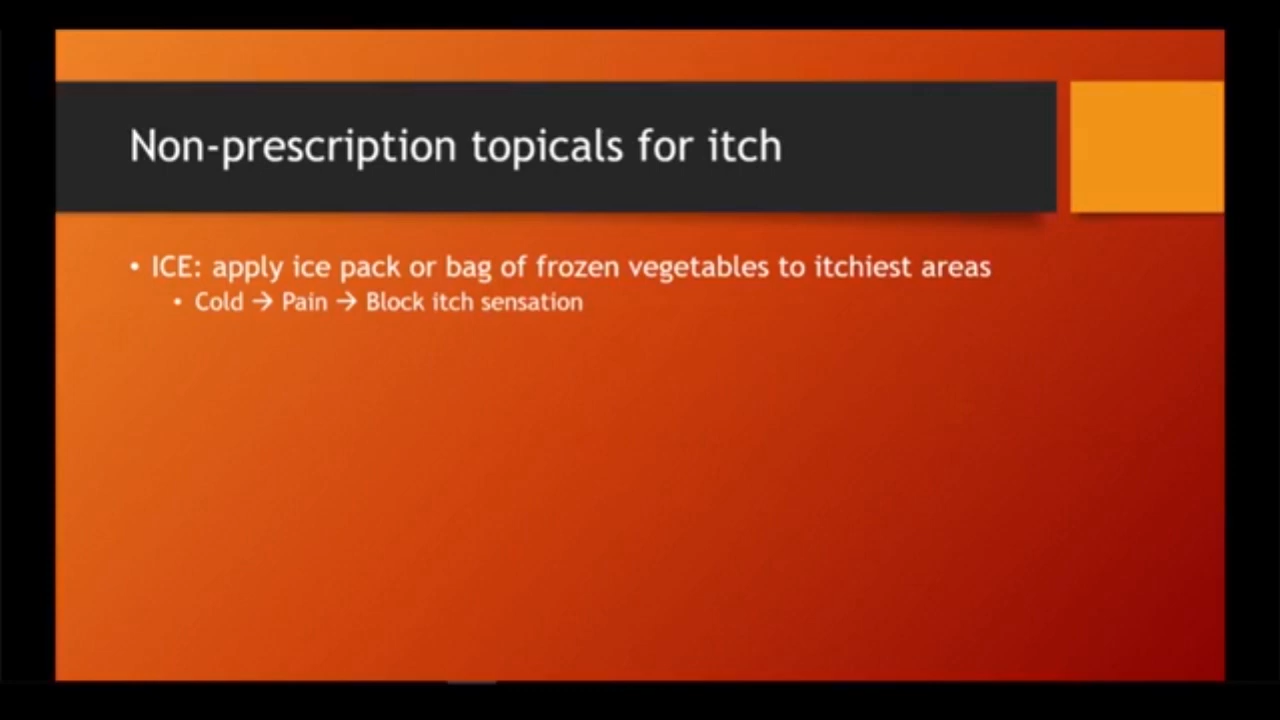 Non-prescription topicals for itch
• ICE: apply ice pack or bag of frozen vegetables to itchiest areas
• Cold → Pain → Block itch sensation